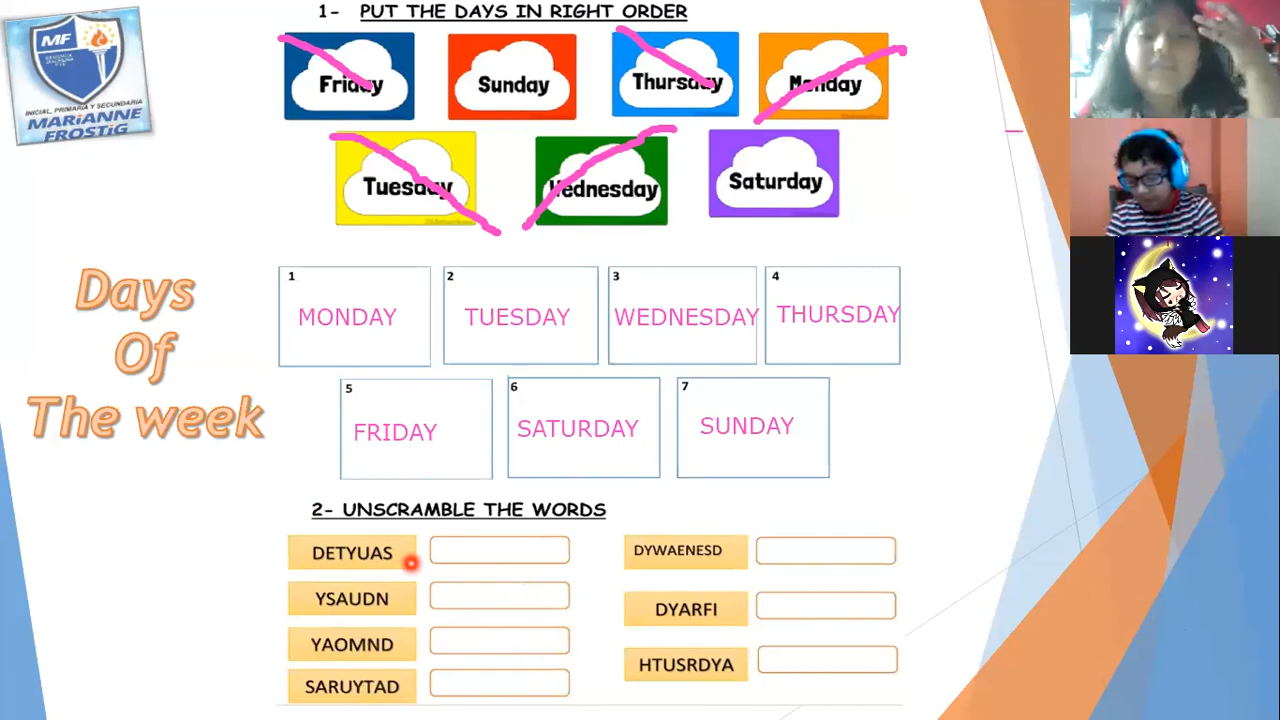 1- PUT THE DAYS IN RIGHT ORDER
MF
INICIAL, PRIMARIA Y SECUNDARIA
MARIANNE
FROSTIG
Friday
Sunday
Thursday
Monday
Tuesday
Wednesday
Saturday
Days
Of
The week
1
MONDAY
2
TUESDAY
3
WEDNESDAY
4
THURSDAY
5
FRIDAY
6
SATURDAY
7
SUNDAY
2- UNSCRAMBLE THE WORDS
DETYUAS
YSAUDN
YAOMND
SARUYTAD
DYWAENESD
DYARFI
HTUSRDYA